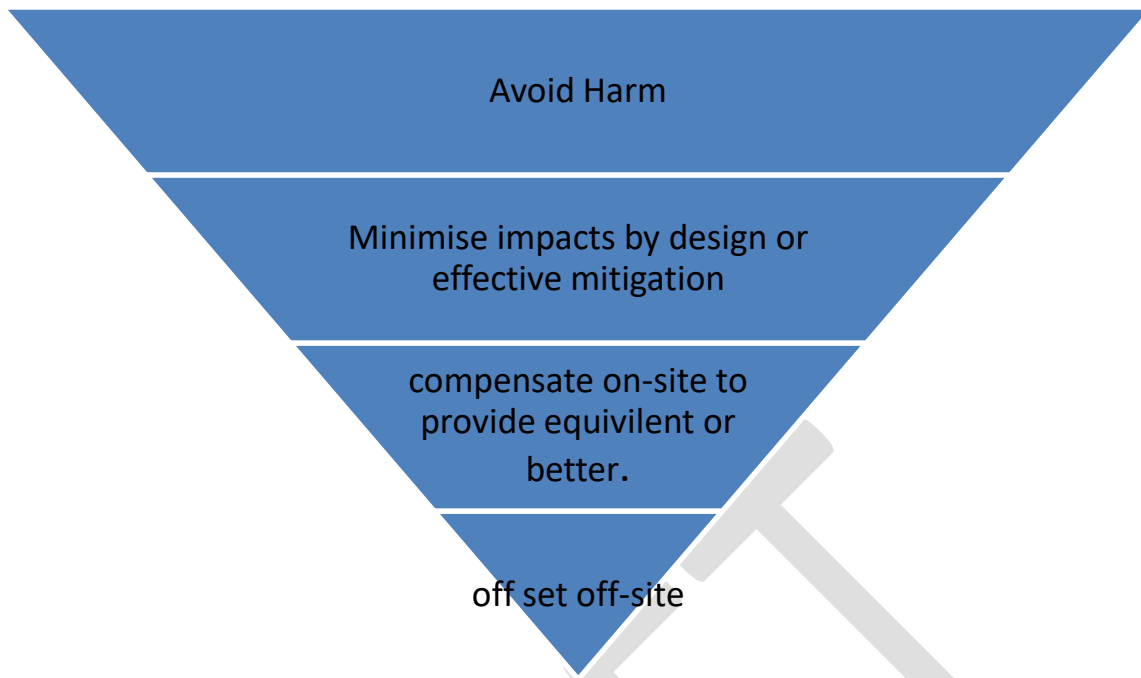 Avoid Harm
Minimise impacts by design or
effective mitigation
compensate on-site to
provide equivilent or
better.
off set off-site